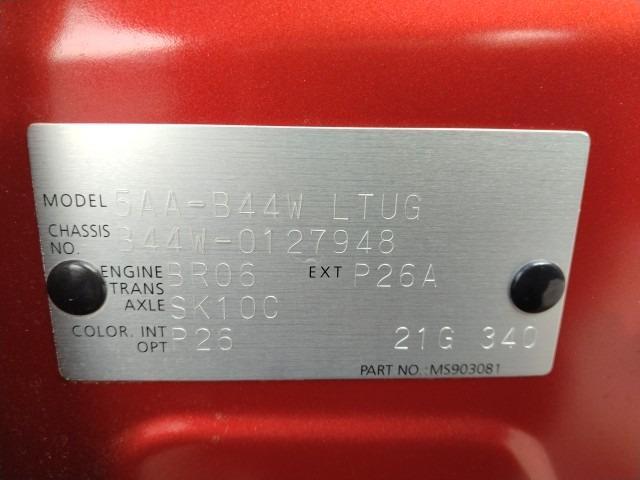 MODEL 5AA-B44W LTUG
CHASSIS NO. B44W-0127948
ENGINE BR06 EXT P26A
TRANS AXLE SK10C
COLOR. INT OPT P26 21G 340
PART NO.:MS903081